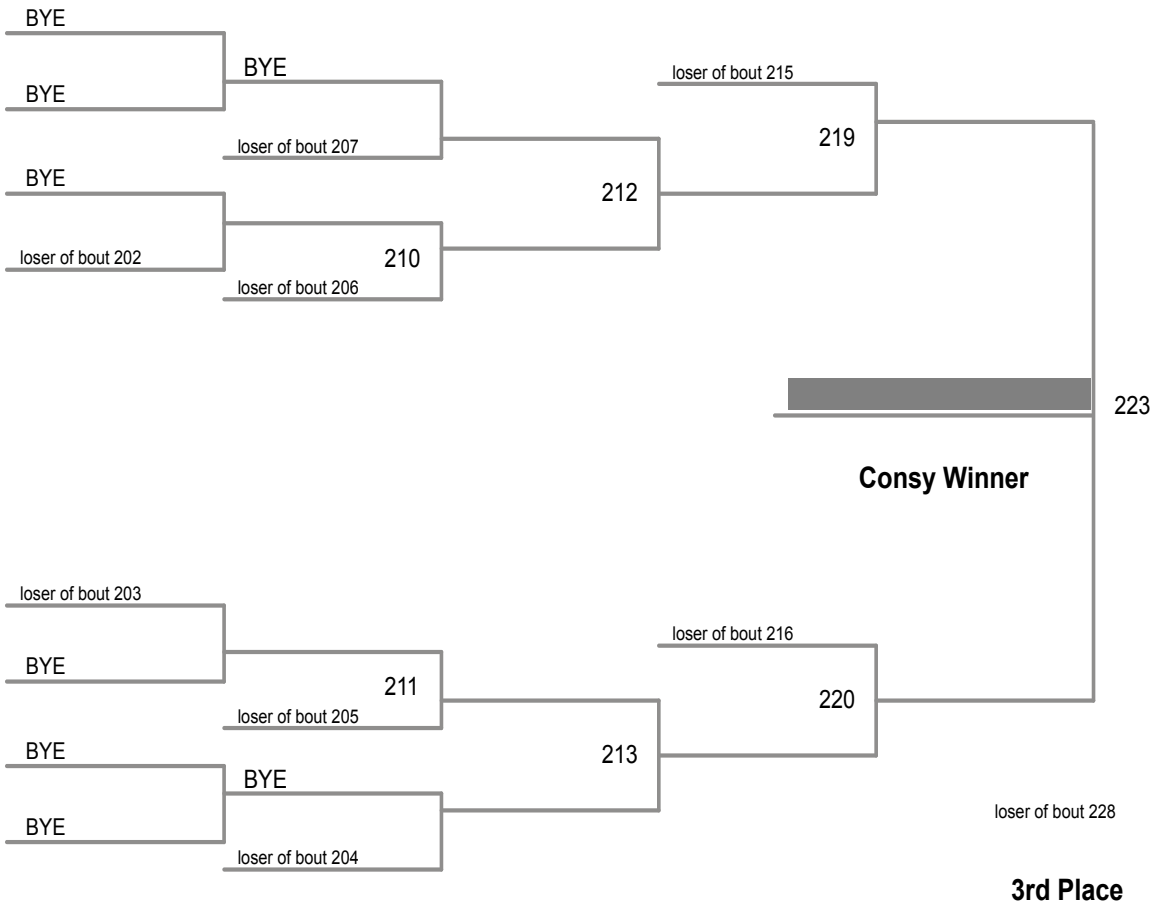 BYE
BYE
BYE
loser of bout 207
BYE
loser of bout 202
210
loser of bout 206
212
loser of bout 215
219
223
Consy Winner
loser of bout 203
BYE
211
loser of bout 205
BYE
BYE
BYE
loser of bout 204
213
loser of bout 216
220
loser of bout 228
3rd Place